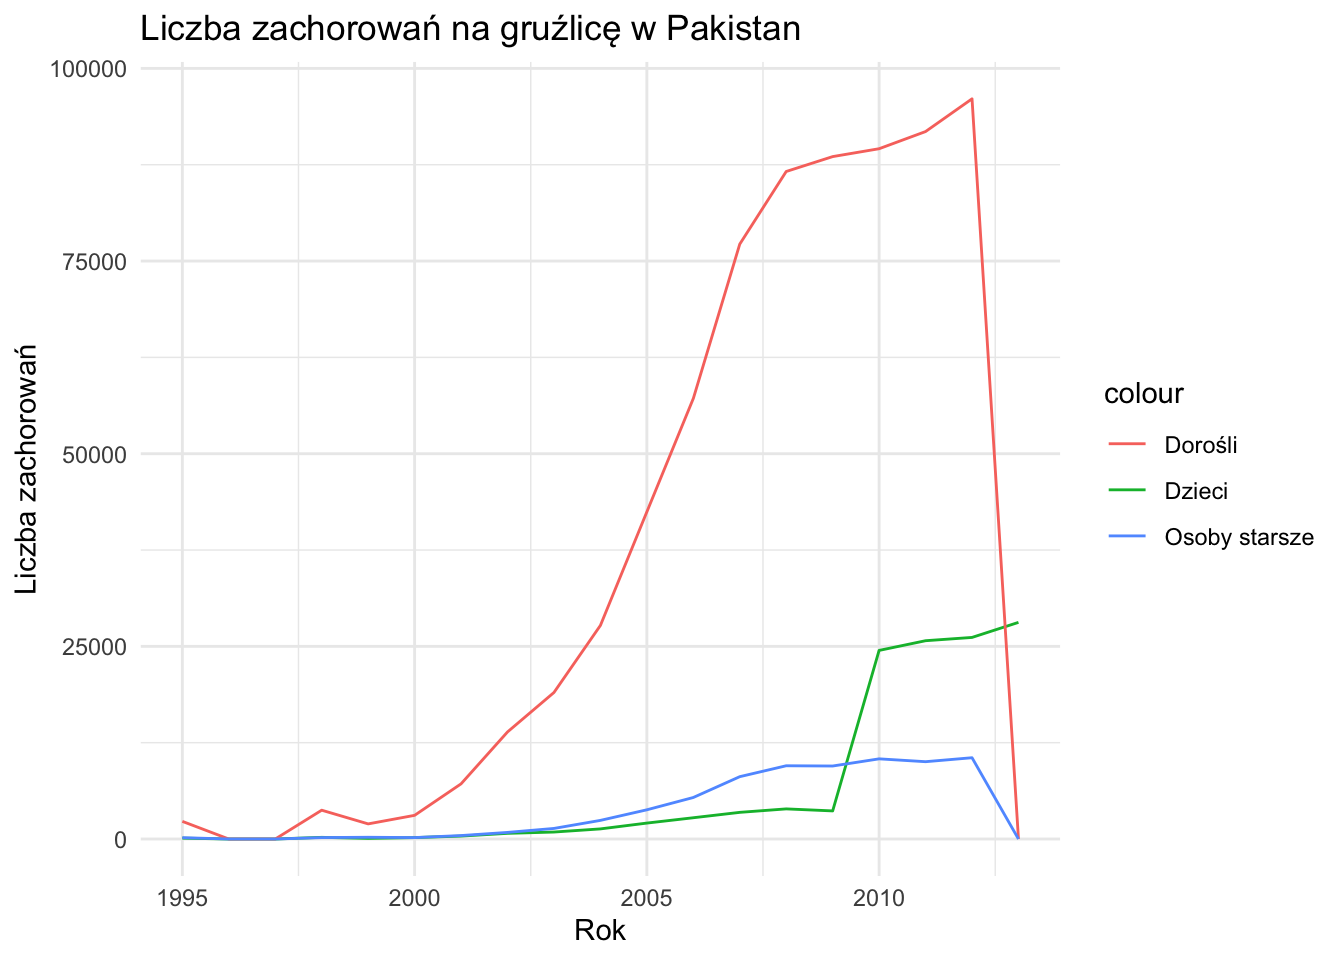 Liczba zachorowań na gruźlicę w Pakistan
100000
75000
50000
25000
0
Liczba zachorowań
1995
2000
2005
2010
Rok
colour
Dorośli
Dzieci
Osoby starsze